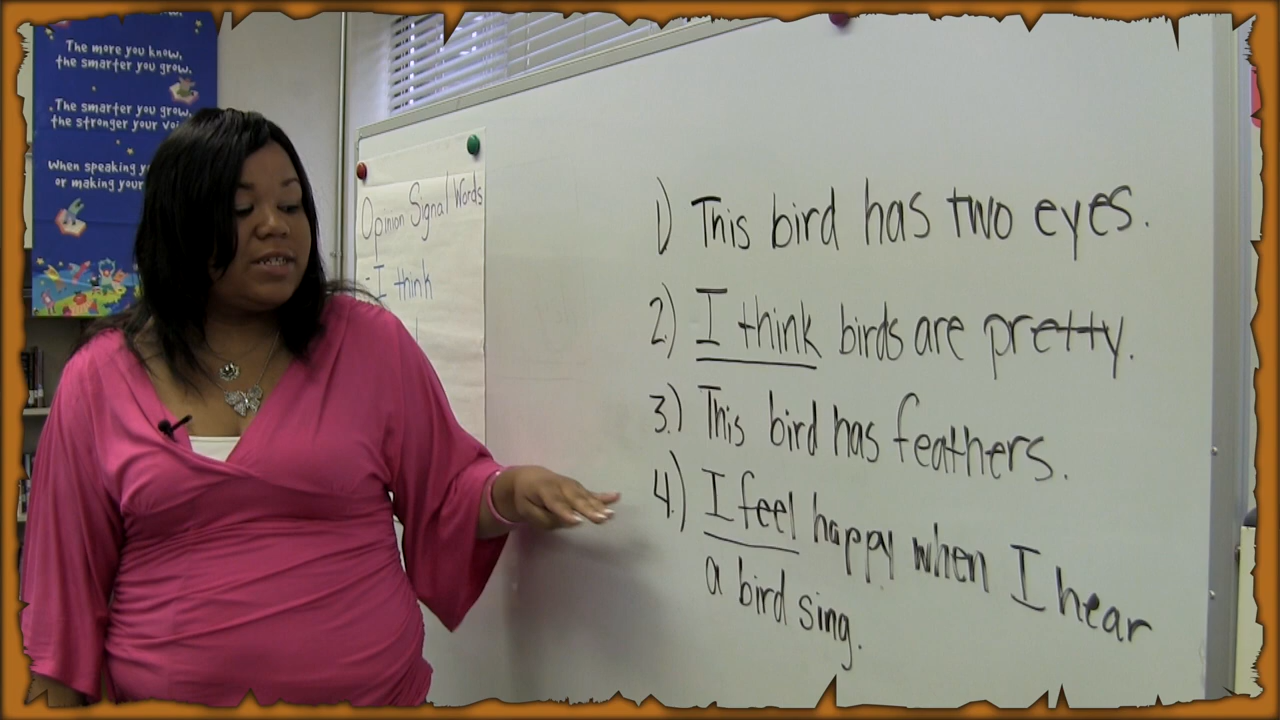 The more you know,
the smarter you grow.
The smarter you grow,
the stronger your
When speaking
or making your
Opinion Signal Words
-I think
1) This bird has two eyes.
2.) I think birds are pretty.
3.) This bird has feathers.
4.) I feel happy when I hear
a bird sing.